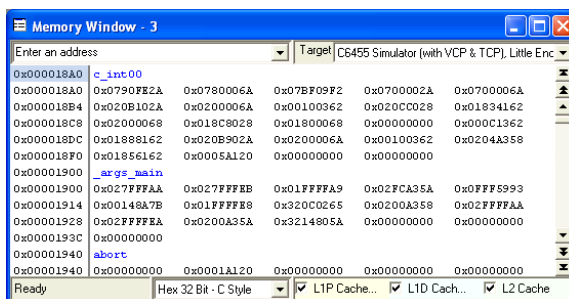 Memory Window - 3
Enter an address Target C6455 Simulator (with VCP & TCP), Little Enc
0x000018A0 c_int00
0x000018A0 0x0790FE2A 0x0780006A 0x07BF09F2 0x0700002A 0x0700006A
0x000018B4 0x020B102A 0x0200006A 0x00100362 0x020CC028 0x01834162
0x000018C8 0x02000068 0x018C8028 0x01800068 0x00000000 0x000C1362
0x000018DC 0x01888162 0x020B902A 0x0200006A 0x00100362 0x0204A358
0x000018F0 0x01856162 0x0005A120 0x00000000 0x00000000
0x00001900 _args_main
0x00001900 0x027FFFAA 0x027FFFEB 0x01FFFFA9 0x02FCA35A 0x0FFF5993
0x00001914 0x00148A7B 0x01FFFFE8 0x320C0265 0x0200A358 0x02FFFFAA
0x00001928 0x02FFFFEA 0x0200A35A 0x3214805A 0x00000000 0x00000000
0x0000193C 0x00000000
0x00001940 abort
0x00001940 0x00000000 0x0001A120 0x00000000 0x00000000 0x00000000
Ready Hex 32 Bit - C Style L1P Cache... L1D Cach... L2 Cache